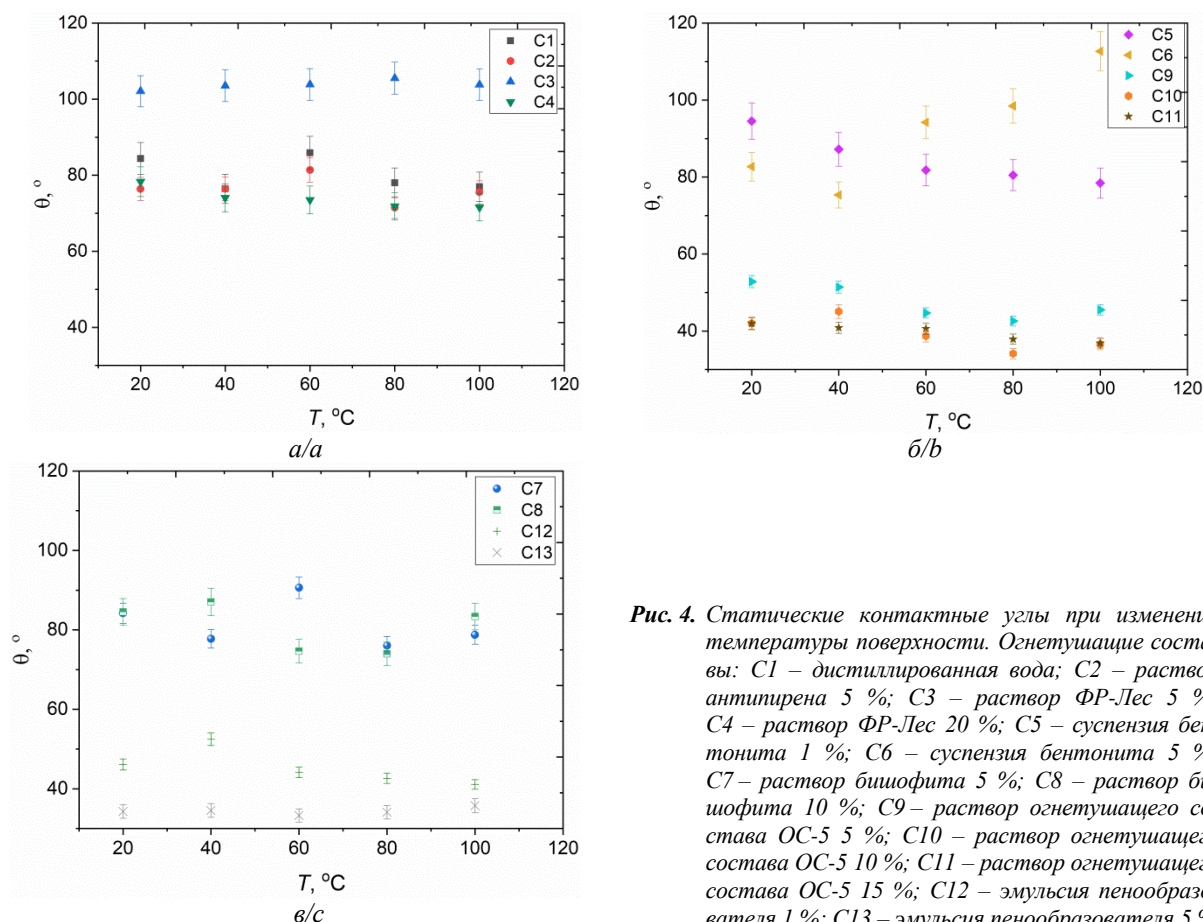 120
100
80
60
40
θ, °
C1
C2
C3
C4
20 40 60 80 100 120
T, °C
а/a
120
100
80
60
40
θ, °
C5
C6
C9
C10
C11
20 40 60 80 100 120
T, °C
б/b
120
100
80
60
40
θ, °
C7
C8
C12
C13
20 40 60 80 100 120
T, °C
в/c
Рис. 4. Статические контактные углы при изменени
температуры поверхности. Огнетушащие соста
вы: С1 – дистиллированная вода; С2 – раствo
антипирена 5 %; С3 – раствор ФР-Лес 5 %
С4 – раствор ФР-Лес 20 %; С5 – суспензия бен
тонита 1 %; С6 – суспензия бентонита 5 %
С7 – раствор бишофита 5 %; С8 – раствор би
шофита 10 %; С9 – раствор огнетушащего со
става ОС-5 5 %; С10 – раствор огнетушащег
состава ОС-5 10 %; С11 – раствор огнетушащег
состава ОС-5 15 %; С12 – эмульсия пенообразо
вателя 1 %; С13 – эмульсия пенообразователя 5 %